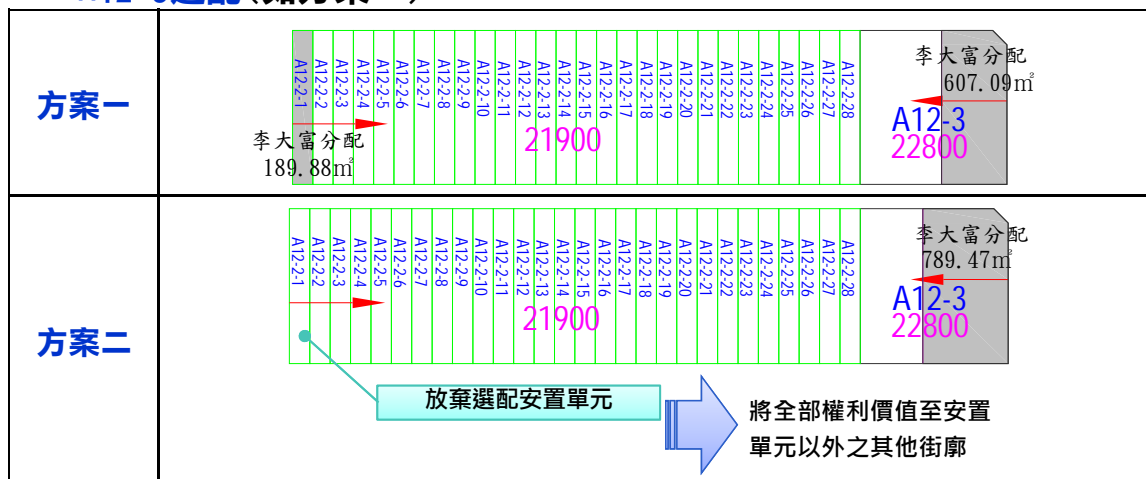 方案一
A12-2-1
A12-2-2
A12-2-3
A12-2-4
A12-2-5
A12-2-6
A12-2-7
A12-2-8
A12-2-9
A12-2-10
A12-2-11
A12-2-12
A12-2-13
A12-2-14
A12-2-15
A12-2-16
A12-2-17
A12-2-18
A12-2-19
A12-2-20
A12-2-21
A12-2-22
A12-2-23
A12-2-24
A12-2-25
A12-2-26
A12-2-27
A12-2-28
李大富分配
189.88㎡
21900
李大富分配
607.09㎡
A12-3
22800
方案二
A12-2-1
A12-2-2
A12-2-3
A12-2-4
A12-2-5
A12-2-6
A12-2-7
A12-2-8
A12-2-9
A12-2-10
A12-2-11
A12-2-12
A12-2-13
A12-2-14
A12-2-15
A12-2-16
A12-2-17
A12-2-18
A12-2-19
A12-2-20
A12-2-21
A12-2-22
A12-2-23
A12-2-24
A12-2-25
A12-2-26
A12-2-27
A12-2-28
21900
李大富分配
789.47㎡
A12-3
22800
放棄選配安置單元
將全部權利價值至安置
單元以外之其他街廓